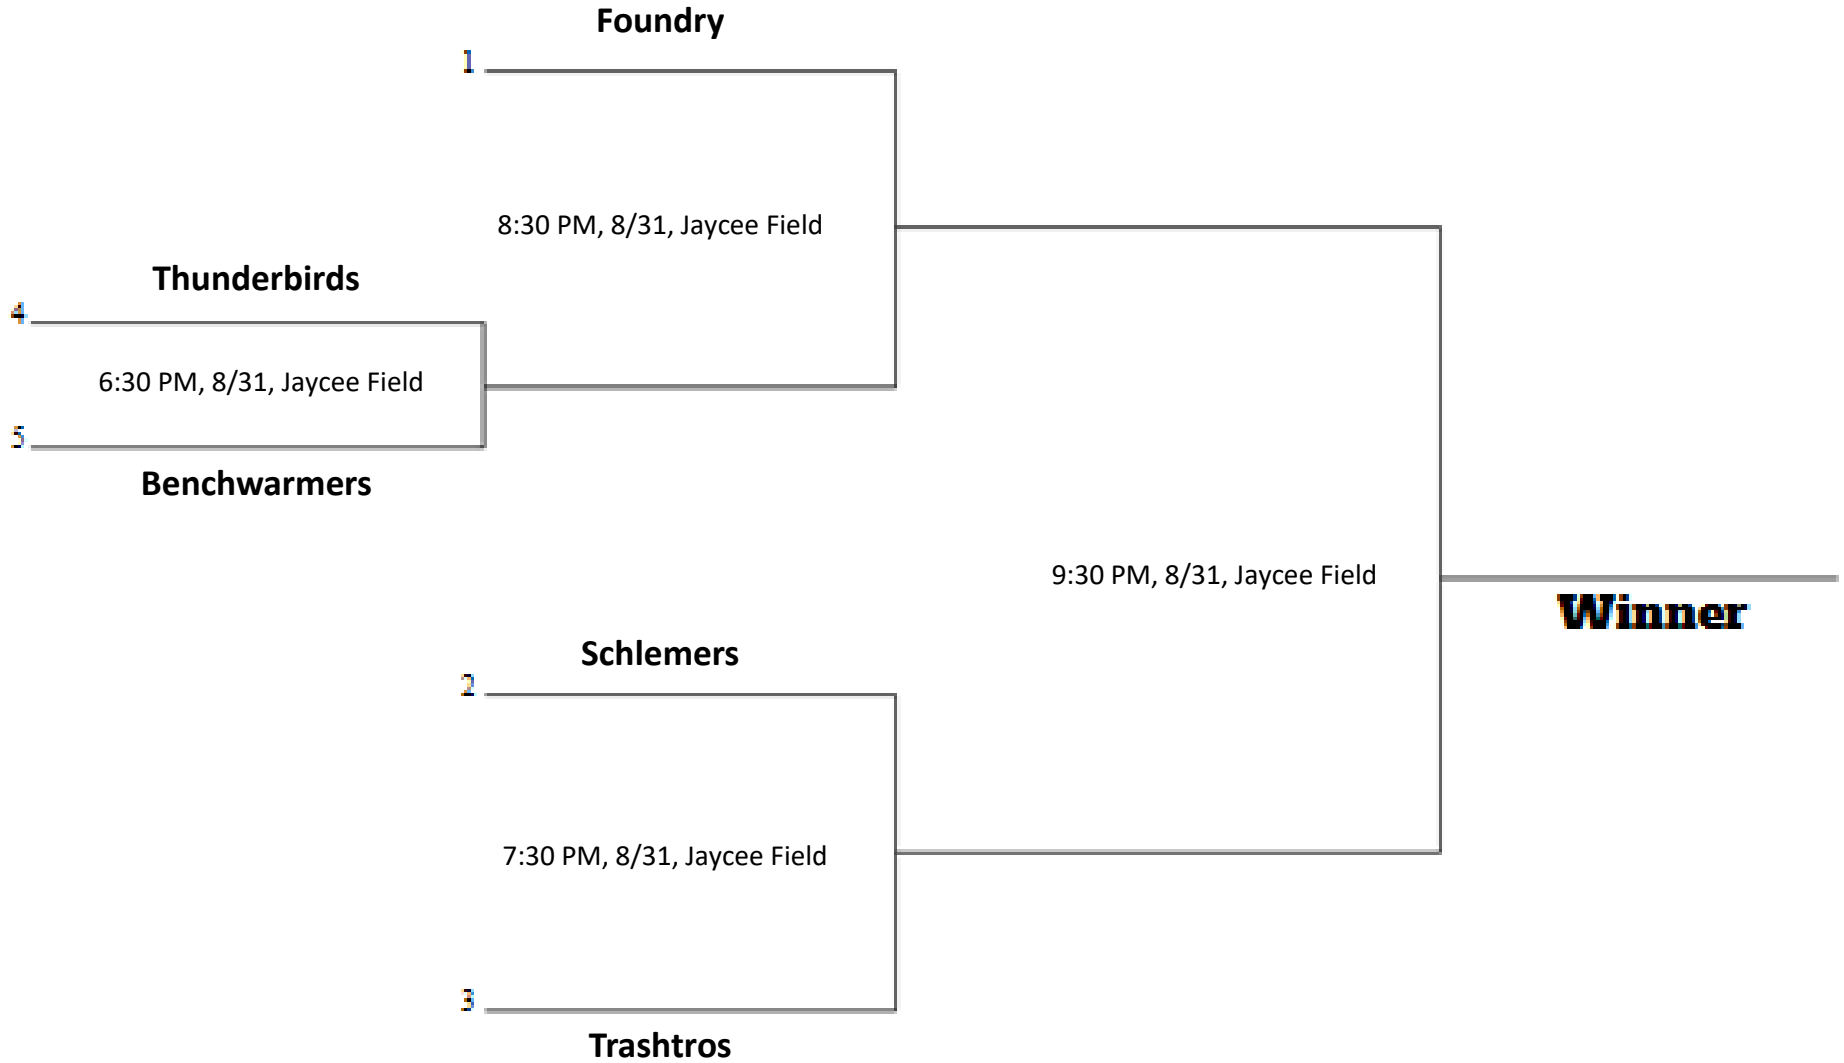 Foundry
1
8:30 PM, 8/31, Jaycee Field
Thunderbirds
4
6:30 PM, 8/31, Jaycee Field
5
Benchwarmers
9:30 PM, 8/31, Jaycee Field
Winner
Schlemers
2
7:30 PM, 8/31, Jaycee Field
3
Trashtros